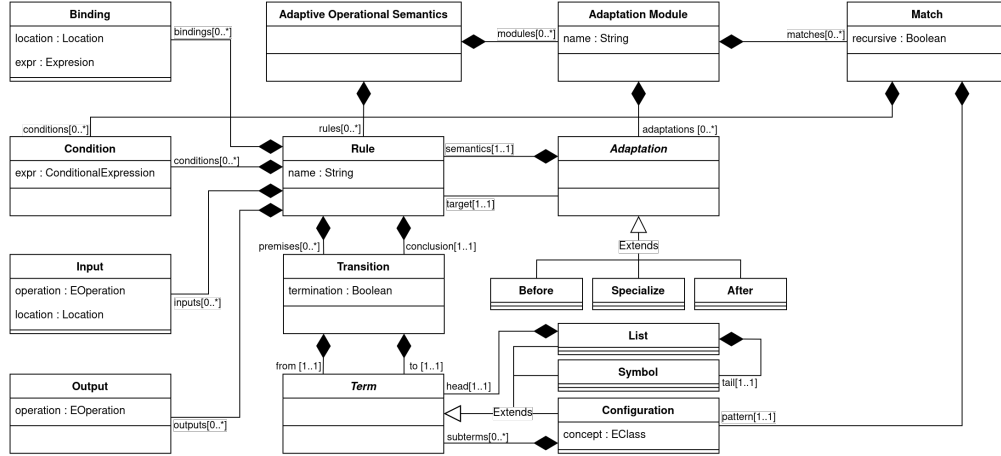 Binding
location : Location
expr : Expresion
bindings[0..*]
Adaptive Operational Semantics
modules[0..*]
Adaptation Module
name : String
matches[0..*]
Match
recursive : Boolean
conditions[0..*]
rules[0..*]
adaptations [0..*]
Condition
expr : ConditionalExpression
conditions[0..*]
Rule
name : String
semantics[1..1]
target[1..1]
Adaptation
premises[0..*]
conclusion[1..1]
Extends
Input
operation : EOperation
location : Location
inputs[0..*]
Transition
termination : Boolean
Before
Specialize
After
from [1..1]
to [1..1]
List
Symbol
tail[1..1]
Output
operation : EOperation
outputs[0..*]
Term
head[1..1]
Extends
subterms[0..*]
Configuration
concept : EClass
pattern[1..1]